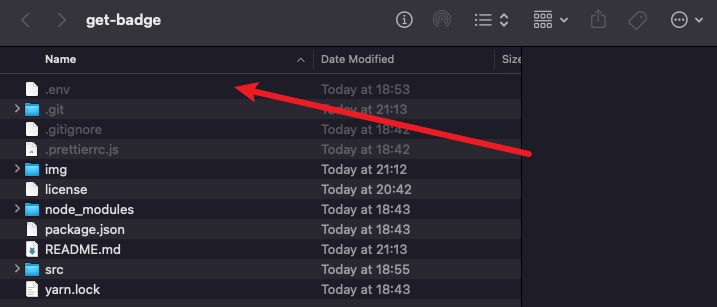 get-badge
Name Date Modified Siz
.env Today at 18:53
.git Today at 21:13
.gitignore Today at 18:42
.prettierrc.js Today at 18:42
img Today at 21:12
license Today at 20:42
node_modules Today at 18:43
package.json Today at 18:43
README.md Today at 21:13
src Today at 18:55
yarn.lock Today at 18:43